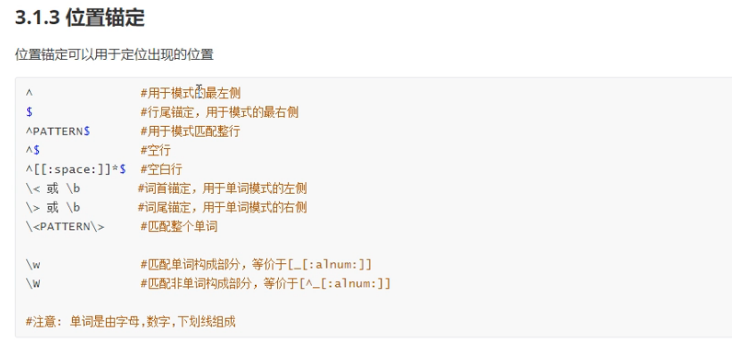 3.1.3 位置锚定
位置锚定可以用于定位出现的位置
^ #用于模式的最左侧
$ #行尾锚定，用于模式的最右侧
^PATTERN$ #用于模式匹配整行
^$ #空行
^[[:space:]]*$ #空白行
\< 或 \b #词首锚定，用于单词模式的左侧
\> 或 \b #词尾锚定，用于单词模式的右侧
\<PATTERN\> #匹配整个单词
\w #匹配单词构成部分，等价于[_[:alnum:]]
\W #匹配非单词构成部分，等价于[^_[:alnum:]]
#注意: 单词是由字母,数字,下划线组成